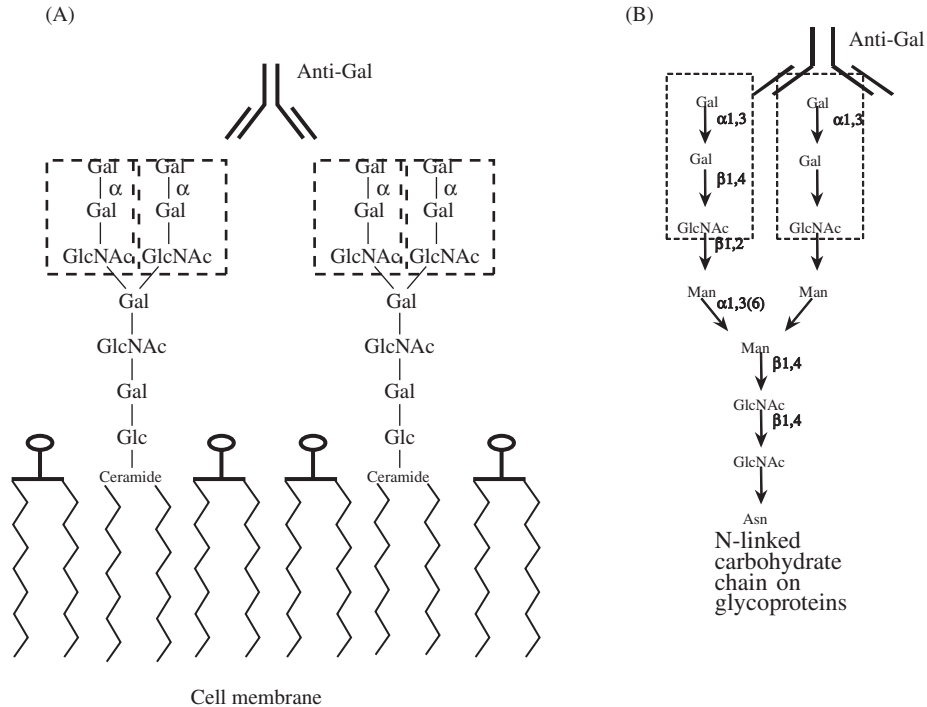 (A)
Anti-Gal
Gal Gal Gal Gal
α α α α
Gal Gal Gal Gal
GlcNAc GlcNAc GlcNAc GlcNAc
Gal Gal
GlcNAc GlcNAc
Gal Gal
Glc Glc
Ceramide Ceramide
Cell membrane
(B)
Anti-Gal
Gal Gal
α1,3 α1,3
Gal Gal
β1,4
GlcNAc GlcNAc
β1,2
Man Man
α1,3(6)
Man
β1,4
GlcNAc
β1,4
GlcNAc
Asn
N-linked
carbohydrate
chain on
glycoproteins